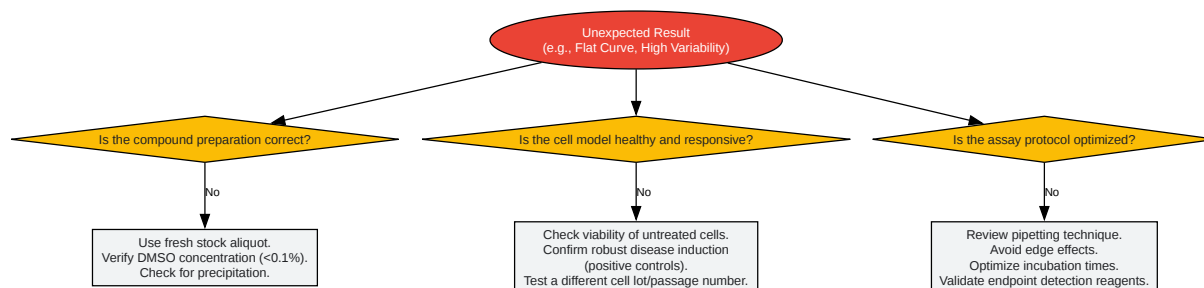 Unexpected Result
(e.g., Flat Curve, High Variability)
Is the compound preparation correct?
Is the cell model healthy and responsive?
Is the assay protocol optimized?
No
No
No
Use fresh stock aliquot.
Verify DMSO concentration (<0.1%).
Check for precipitation.
Check viability of untreated cells.
Confirm robust disease induction
(positive controls).
Test a different cell lot/passage number.
Review pipetting technique.
Avoid edge effects.
Optimize incubation times.
Validate endpoint detection reagents.